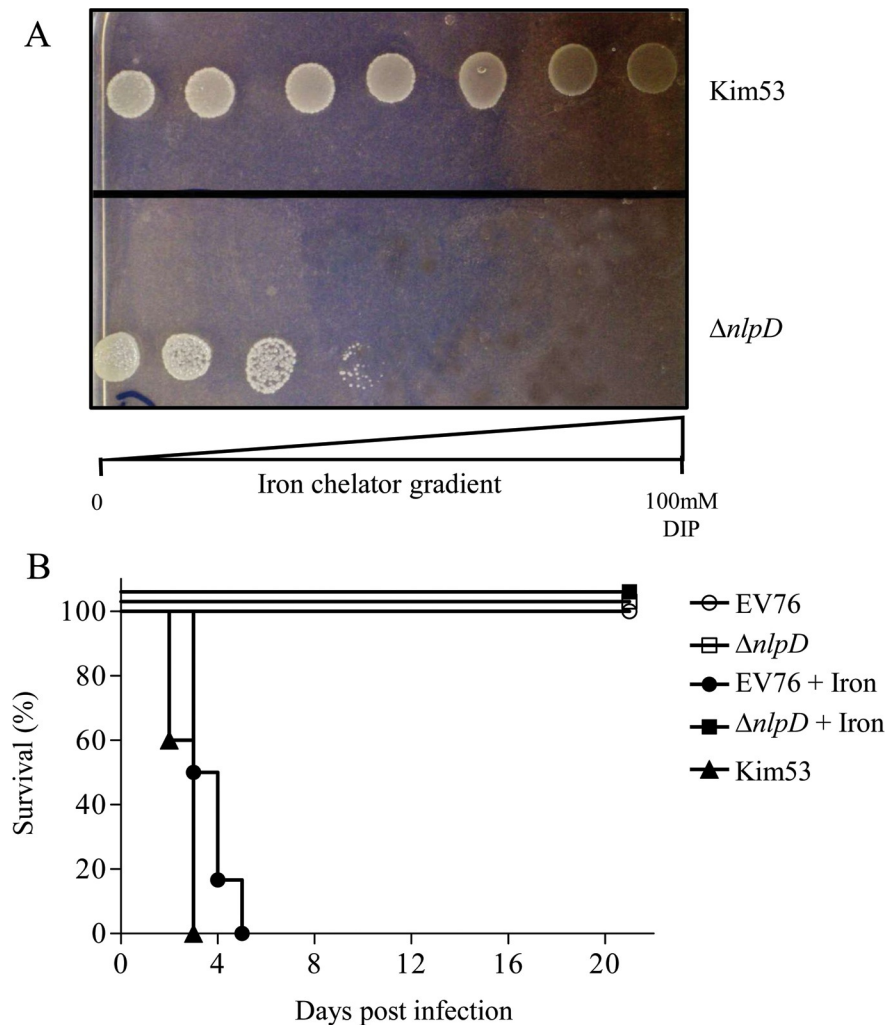 A
Kim53
ΔnlpD
Iron chelator gradient
0
100mM
DIP
B
100
80
60
40
20
0
Survival (%)
0 4 8 12 16 20
Days post infection
EV76
ΔnlpD
EV76 + Iron
ΔnlpD + Iron
Kim53